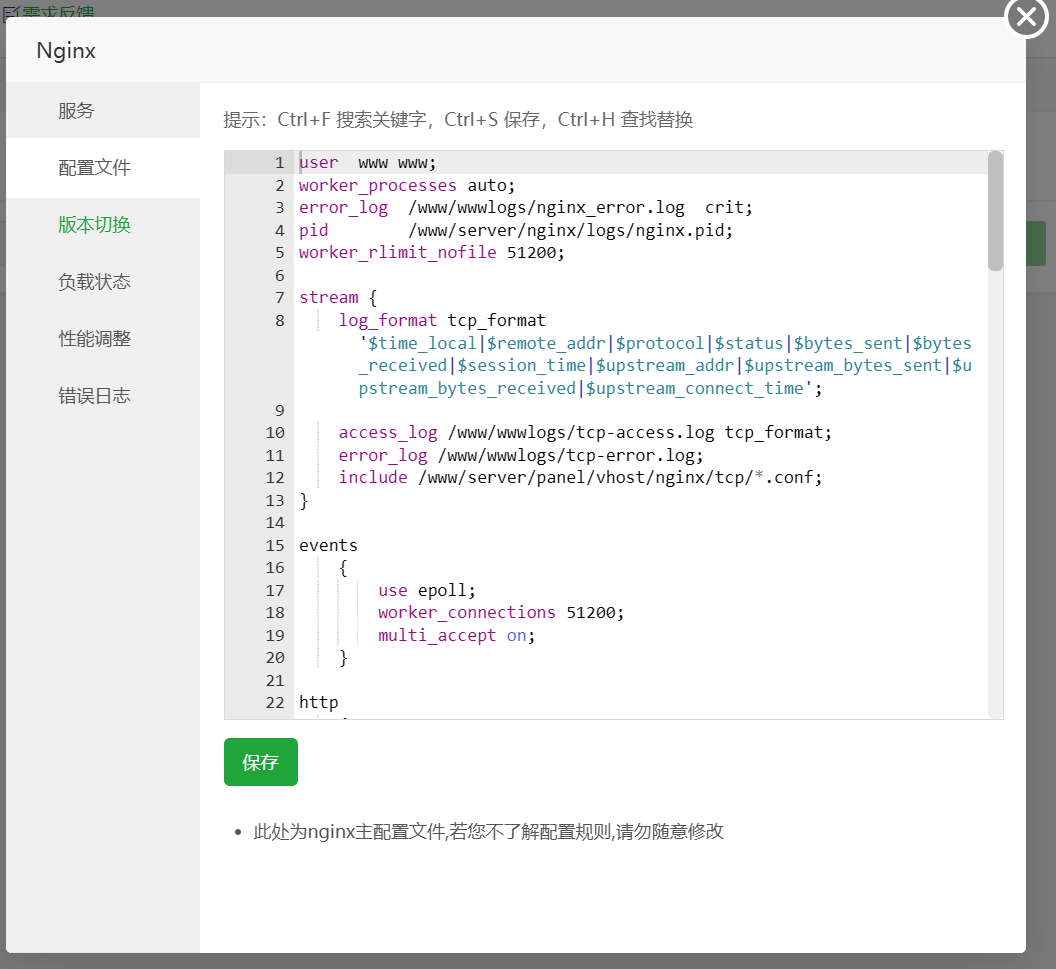 需求反馈
Nginx
服务
配置文件
版本切换
负载状态
性能调整
错误日志
提示：Ctrl+F 搜索关键字，Ctrl+S 保存，Ctrl+H 查找替换
1 user  www www;
2 worker_processes auto;
3 error_log  /www/wwwlogs/nginx_error.log  crit;
4 pid        /www/server/nginx/logs/nginx.pid;
5 worker_rlimit_nofile 51200;
6
7 stream {
8     log_format tcp_format
'$time_local|$remote_addr|$protocol|$status|$bytes_sent|$bytes
_received|$session_time|$upstream_addr|$upstream_bytes_sent|$u
pstream_bytes_received|$upstream_connect_time';
9
10     access_log /www/wwwlogs/tcp-access.log tcp_format;
11     error_log /www/wwwlogs/tcp-error.log;
12     include /www/server/panel/vhost/nginx/tcp/*.conf;
13 }
14
15 events
16     {
17         use epoll;
18         worker_connections 51200;
19         multi_accept on;
20     }
21
22 http
保存
• 此处为nginx主配置文件,若您不了解配置规则,请勿随意修改